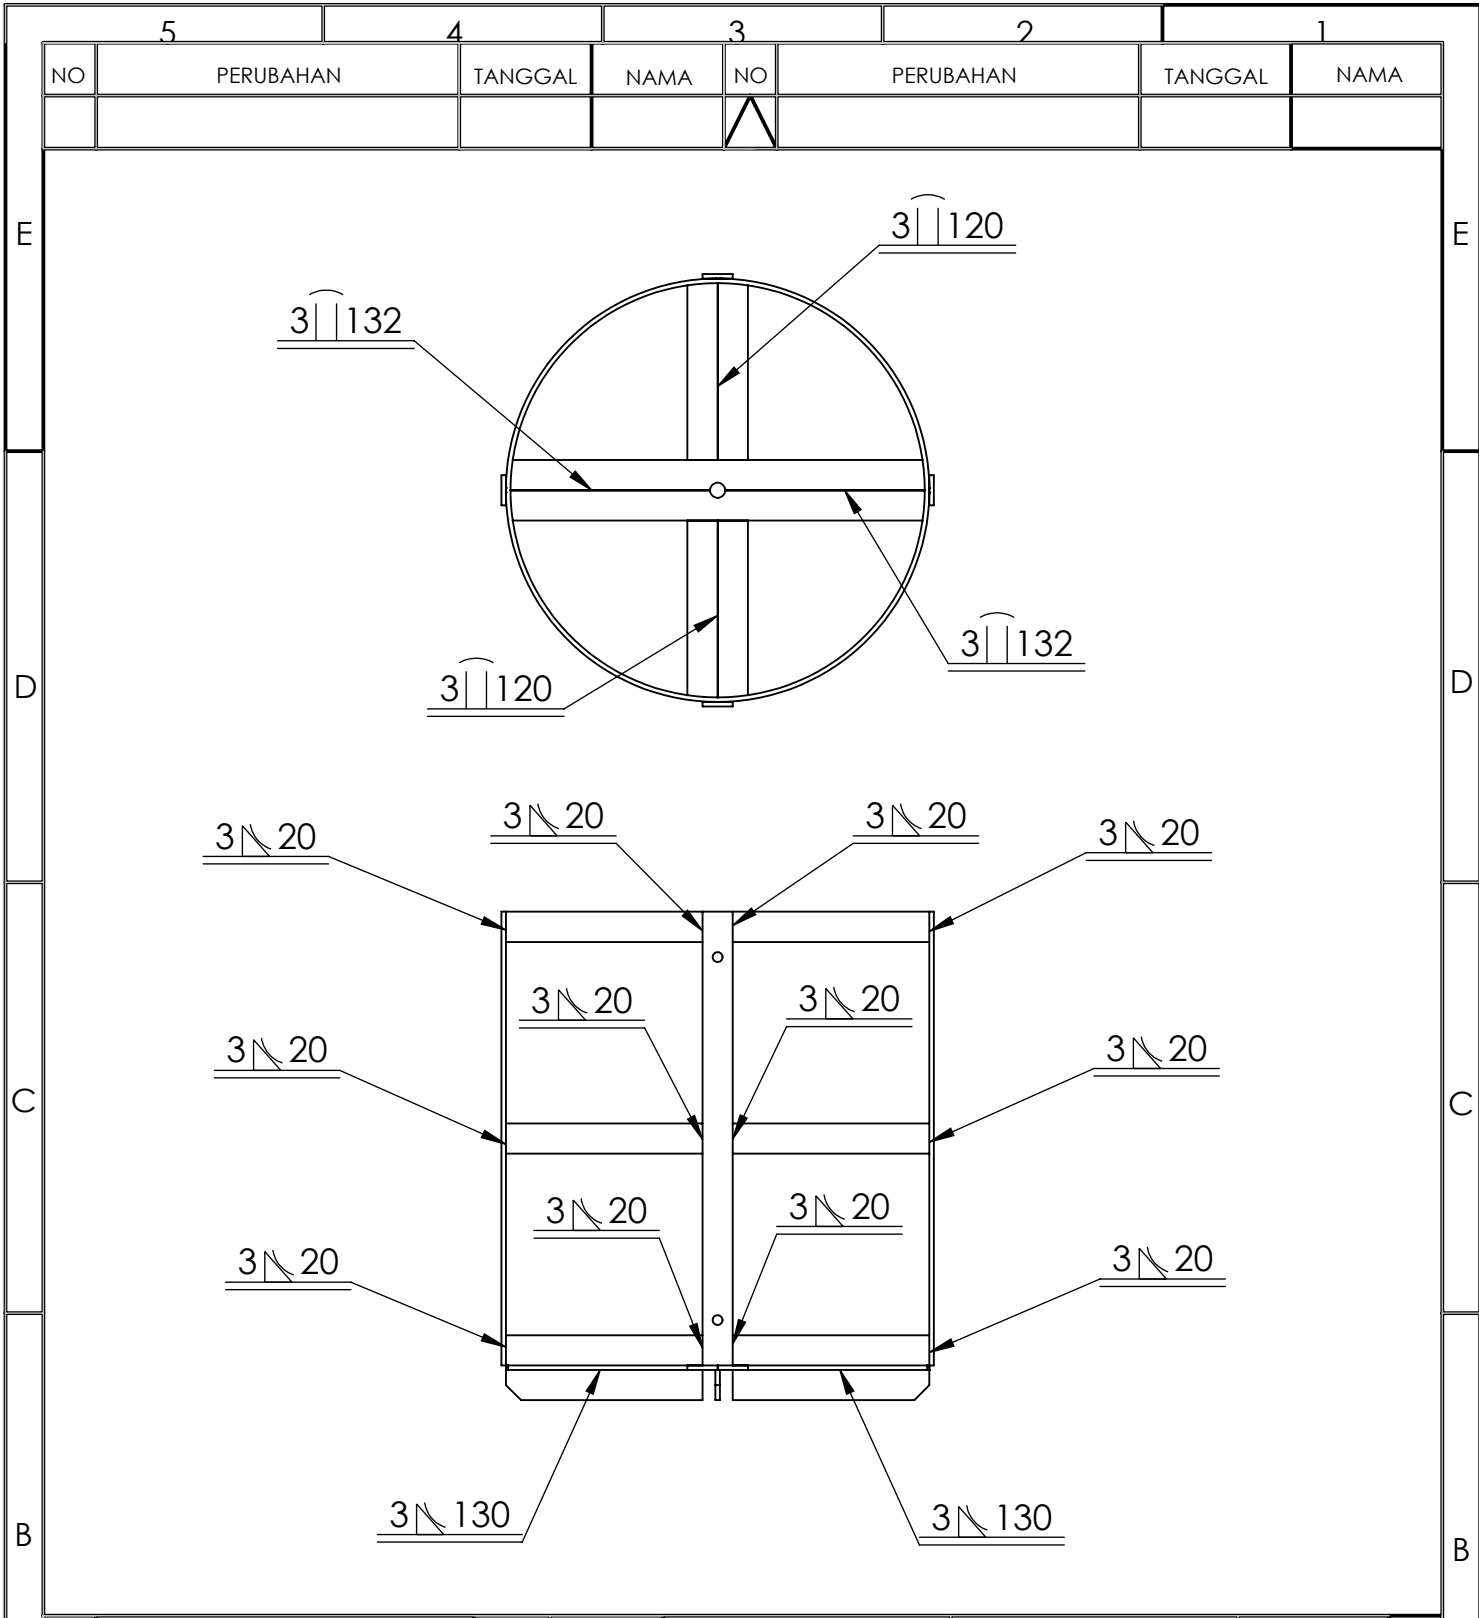 5 4 3 2 1
NO PERUBAHAN TANGGAL NAMA NO PERUBAHAN TANGGAL NAMA
E 3 120 E
3 132
D 3 132 D
3 120
3 20 3 20 3 20 3 20
3 20 3 20
3 20 3 20
C C
3 20 3 20
3 20 3 20
B 3 130 3 130 B